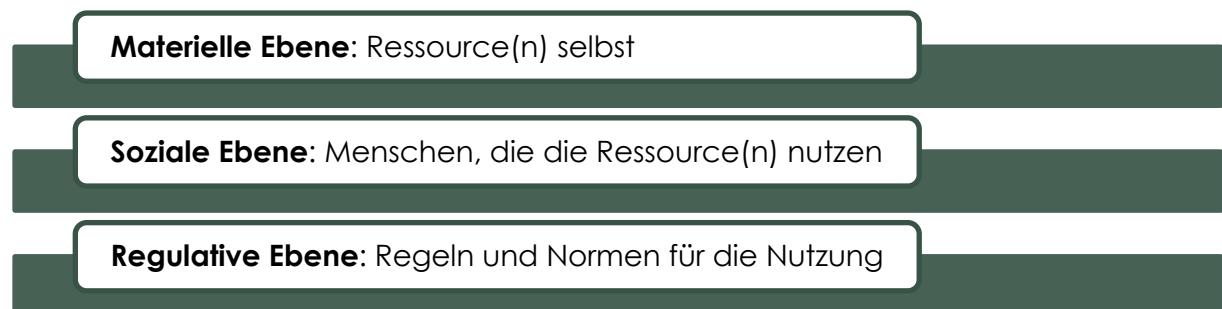 Materielle Ebene: Ressource(n) selbst
Soziale Ebene: Menschen, die die Ressource(n) nutzen
Regulative Ebene: Regeln und Normen für die Nutzung